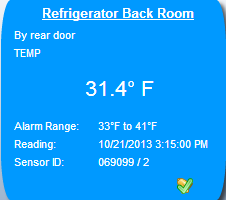 Refrigerator Back Room
By rear door
TEMP
31.4° F
Alarm Range: 33°F to 41°F
Reading: 10/21/2013 3:15:00 PM
Sensor ID: 069099 / 2